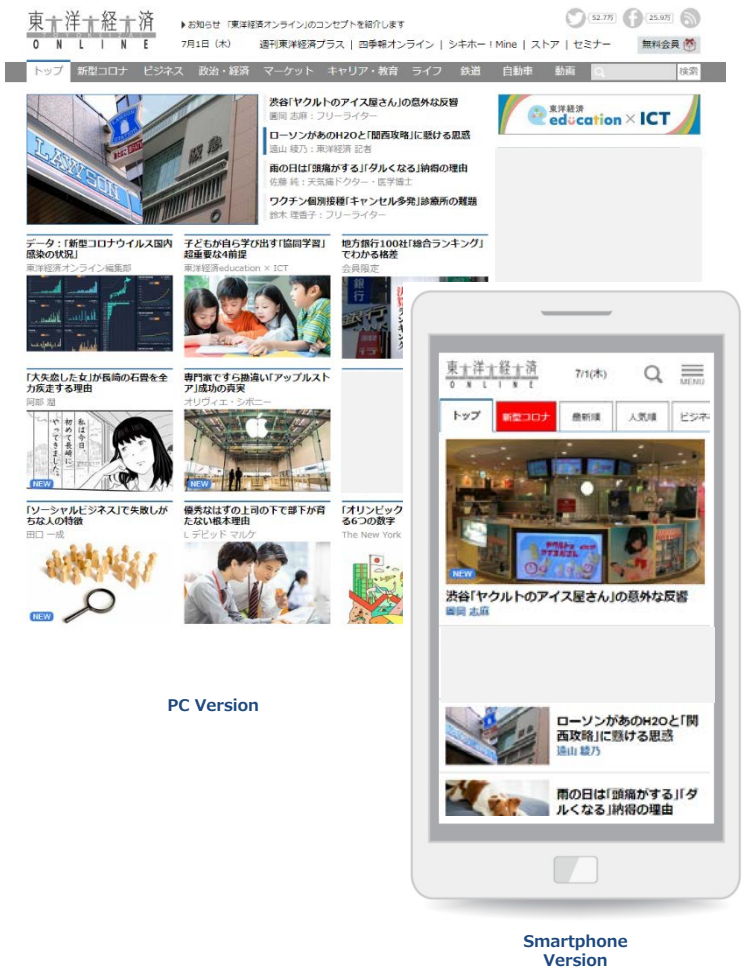 東洋経済
TOYOKEIZAI
ONLINE
お知らせ 「東洋経済オンライン」のコンセプトを紹介します
52.7万
25.9万
7月1日（木）
週刊東洋経済プラス | 四季報オンライン | シキホー！Mine | ストア | セミナー
無料会員
トップ 新型コロナ ビジネス 政治・経済 マーケット キャリア・教育 ライフ 鉄道 自動車 動画
検索
渋谷「ヤクルトのアイス屋さん」の意外な反響
圓岡 志麻：フリーライター
ローソンがあのH2Oと「関西攻略」に懸ける思惑
遠山 綾乃：東洋経済 記者
雨の日は「頭痛がする」「ダルくなる」納得の理由
佐藤 純：天気痛ドクター・医学博士
ワクチン個別接種「キャンセル多発」診療所の難題
鈴木 理香子：フリーライター
LAWSON
阪急
東洋経済
education × ICT
データ：「新型コロナウイルス国内
感染の状況」
東洋経済オンライン編集部
子どもが自ら学び出す「協同学習」
超重要な4前提
東洋経済education × ICT
地方銀行100社「総合ランキング」
でわかる格差
会員限定
銀行
「大失恋した女」が長崎の石畳を全
力疾走する理由
阿部 潤
私は今日、
初めて長崎に
やってきました。
NEW
専門家ですら勘違い「アップルスト
ア」成功の真実
オリヴィエ・シボニー
NEW
「ソーシャルビジネス」で失敗しが
ちな人の特徴
田口 一成
NEW
優秀なはずの上司の下で部下が育
たない根本理由
L デビッド マルケ
「オリンピック
る6つの数字
The New York
PC Version
東洋経済
ONLINE
7/1(木)
MENU
トップ 新型コロナ 最新順 人気順 ビジネ
NEW
渋谷「ヤクルトのアイス屋さん」の意外な反響
圓岡 志麻
ローソンがあのH2Oと「関
西攻略」に懸ける思惑
遠山 綾乃
雨の日は「頭痛がする」「ダ
ルくなる」納得の理由
Smartphone
Version